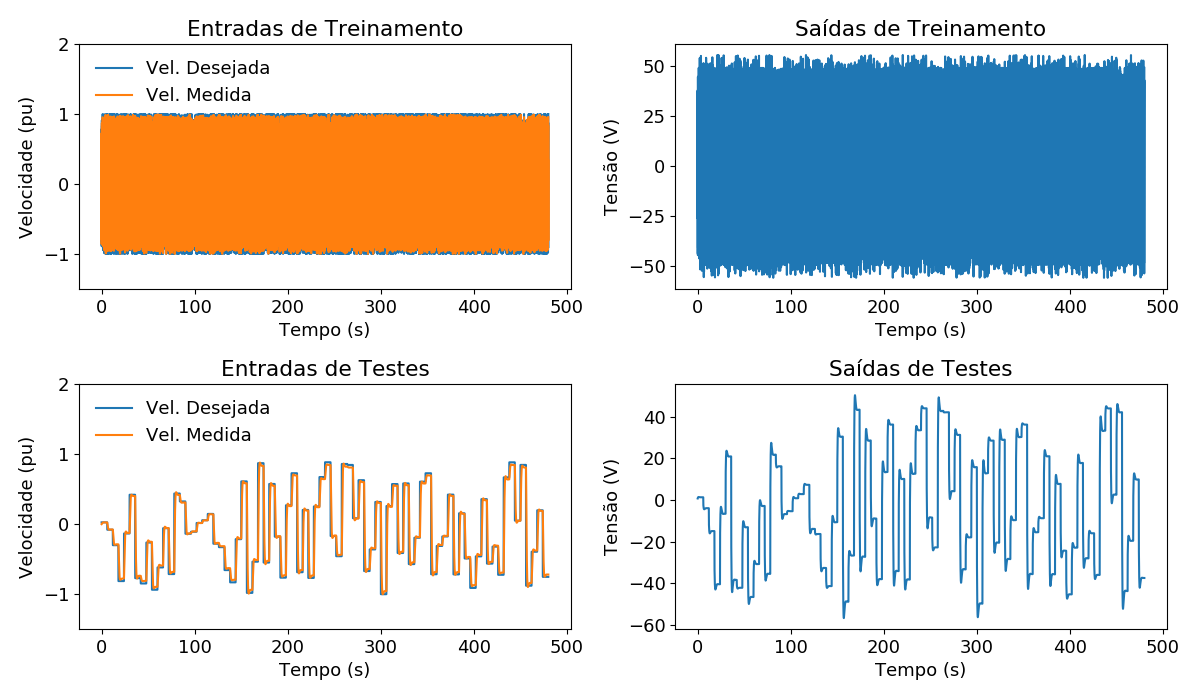 Entradas de Treinamento
2
1
0
−1
Vel. Desejada
Vel. Medida
Velocidade (pu)
0 100 200 300 400 500
Tempo (s)
Saídas de Treinamento
50
25
0
−25
−50
Tensão (V)
0 100 200 300 400 500
Tempo (s)
Entradas de Testes
2
1
0
−1
Vel. Desejada
Vel. Medida
Velocidade (pu)
0 100 200 300 400 500
Tempo (s)
Saídas de Testes
40
20
0
−20
−40
−60
Tensão (V)
0 100 200 300 400 500
Tempo (s)